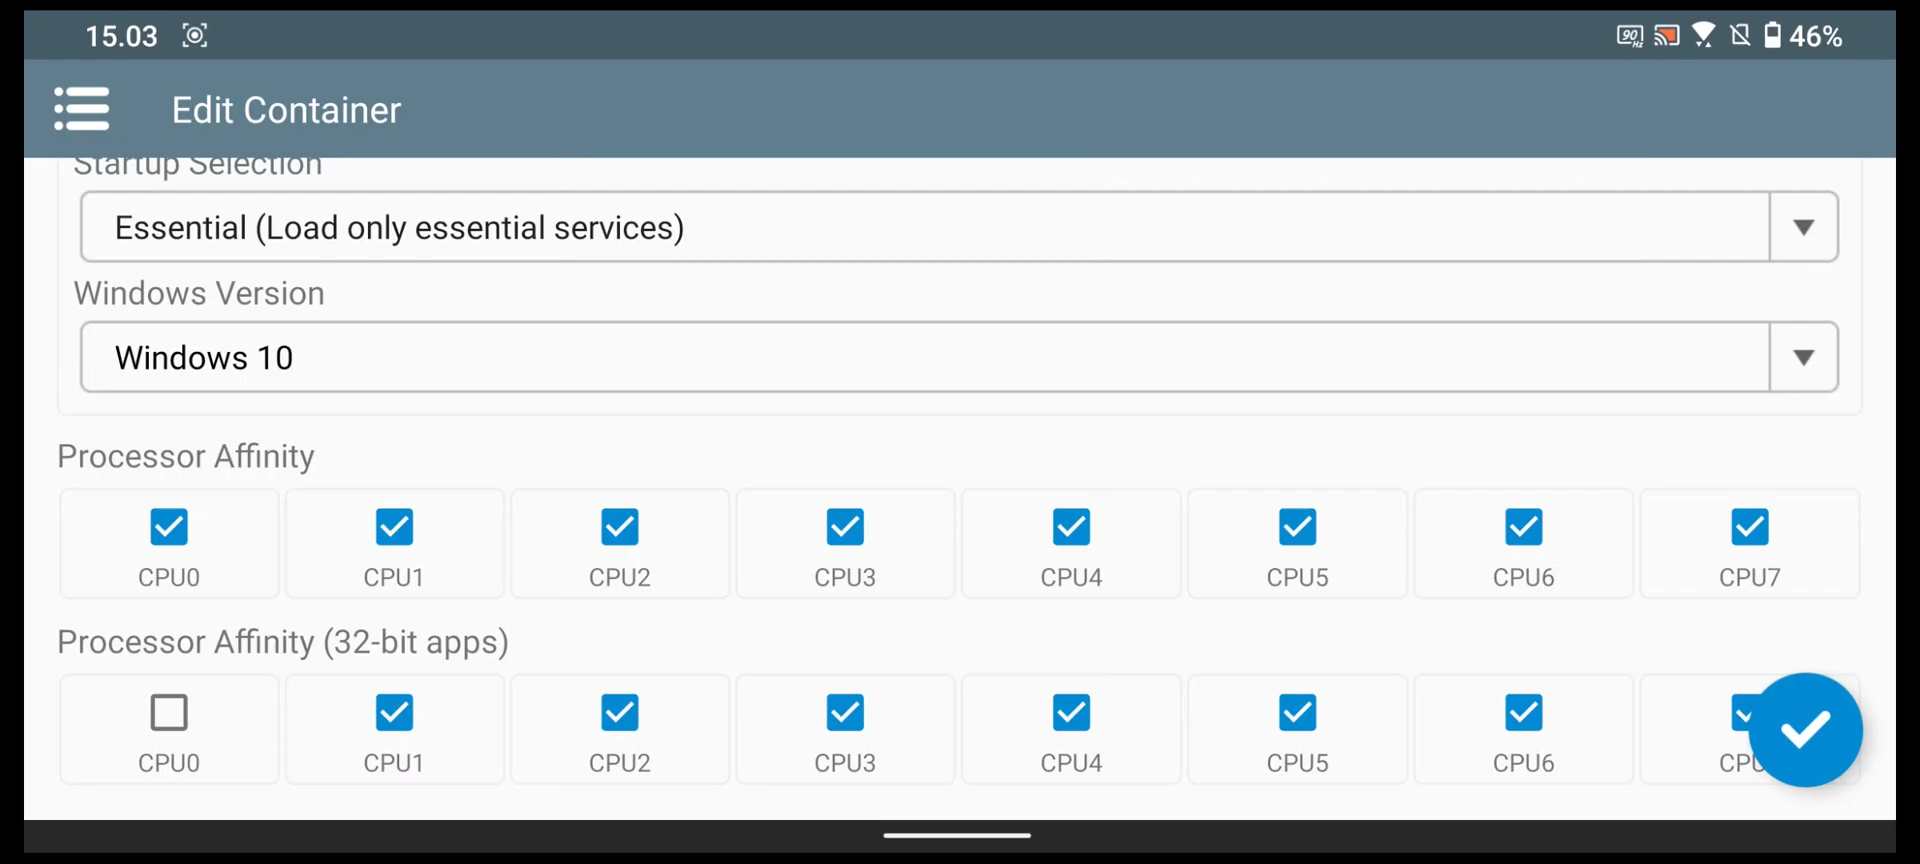 15.03
90Hz
46%
Edit Container
Startup Selection
Essential (Load only essential services)
Windows Version
Windows 10
Processor Affinity
CPU0 CPU1 CPU2 CPU3 CPU4 CPU5 CPU6 CPU7
Processor Affinity (32-bit apps)
CPU0 CPU1 CPU2 CPU3 CPU4 CPU5 CPU6